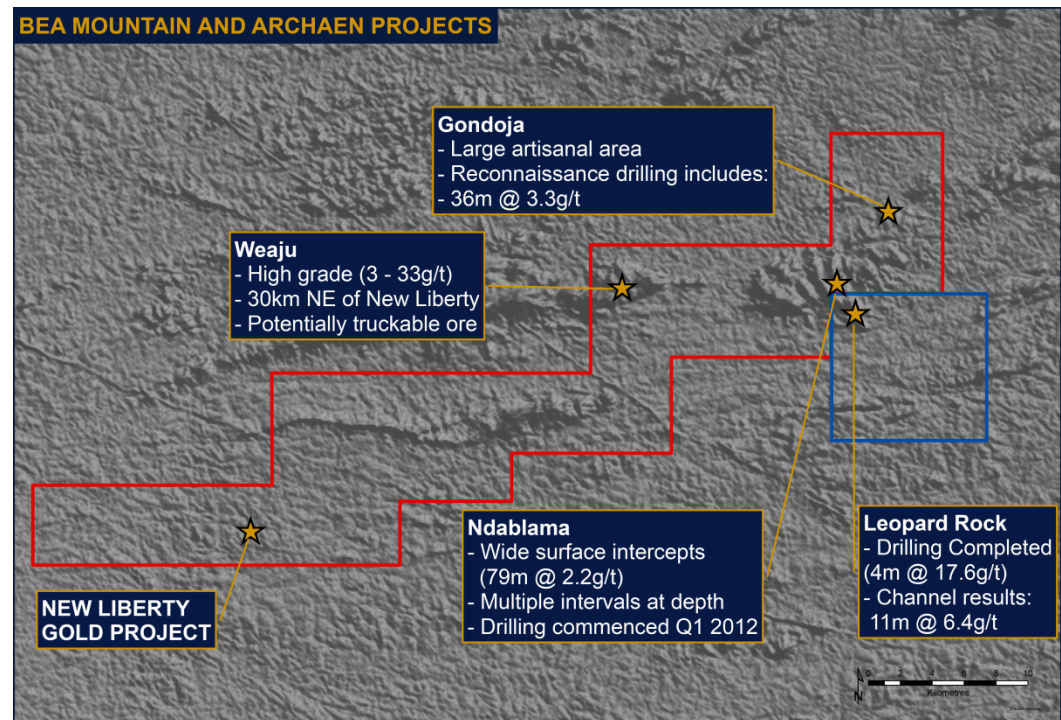 BEA MOUNTAIN AND ARCHAEN PROJECTS
Gondoja
- Large artisanal area
- Reconnaissance drilling includes:
- 36m @ 3.3g/t
Weaju
- High grade (3 - 33g/t)
- 30km NE of New Liberty
- Potentially truckable ore
Ndablama
- Wide surface intercepts
(79m @ 2.2g/t)
- Multiple intervals at depth
- Drilling commenced Q1 2012
Leopard Rock
- Drilling Completed
(4m @ 17.6g/t)
- Channel results:
11m @ 6.4g/t
NEW LIBERTY
GOLD PROJECT
0 2 4 6 8 10
Kilometres
N